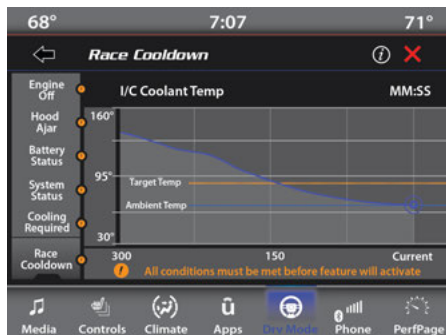 68°
7:07
71°
Race Cooldown
i
Engine
Off
Hood
Ajar
Battery
Status
System
Status
Cooling
Required
Race
Cooldown
I/C Coolant Temp
MM:SS
160°
95°
30°
Target Temp
Ambient Temp
300
150
Current
! All conditions must be met before feature will activate
Media
Controls
Climate
û
Apps
Dry Mode
Phone
PerfPage